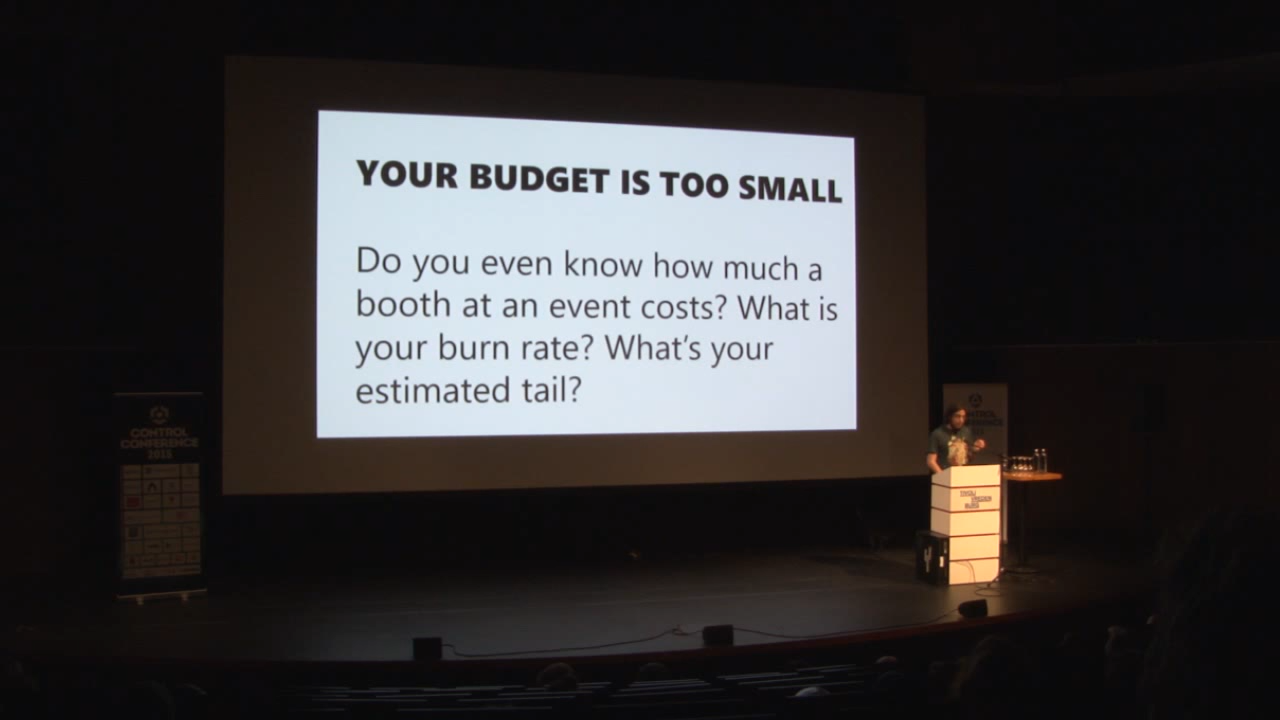 YOUR BUDGET IS TOO SMALL
Do you even know how much a
booth at an event costs? What is
your burn rate? What's your
estimated tail?
CONTROL
CONFERENCE
2015